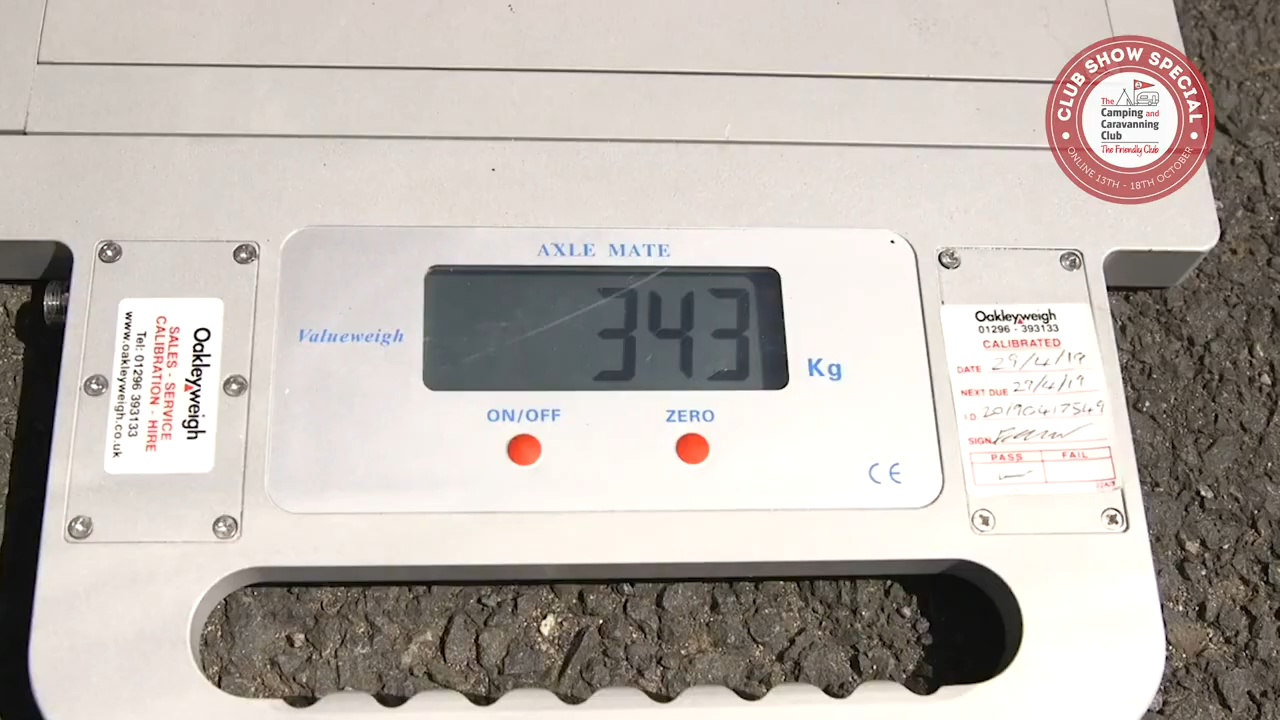 CLUB SHOW SPECIAL
The
Camping and
Caravanning
Club
The Friendly Club
ONLINE 13TH - 18TH OCTOBER
AXLE MATE
Valueweigh
343
Kg
ON/OFF
ZERO
CE
Oakleyweigh
SALES - SERVICE
CALIBRATION - HIRE
Tel: 01296 393133
www.oakleyweigh.co.uk
Oakleyweigh
01296 - 393133
CALIBRATED
DATE 29/4/19
NEXT DUE 29/4/19
I.D. 20190417549
SIGN
PASS FAIL